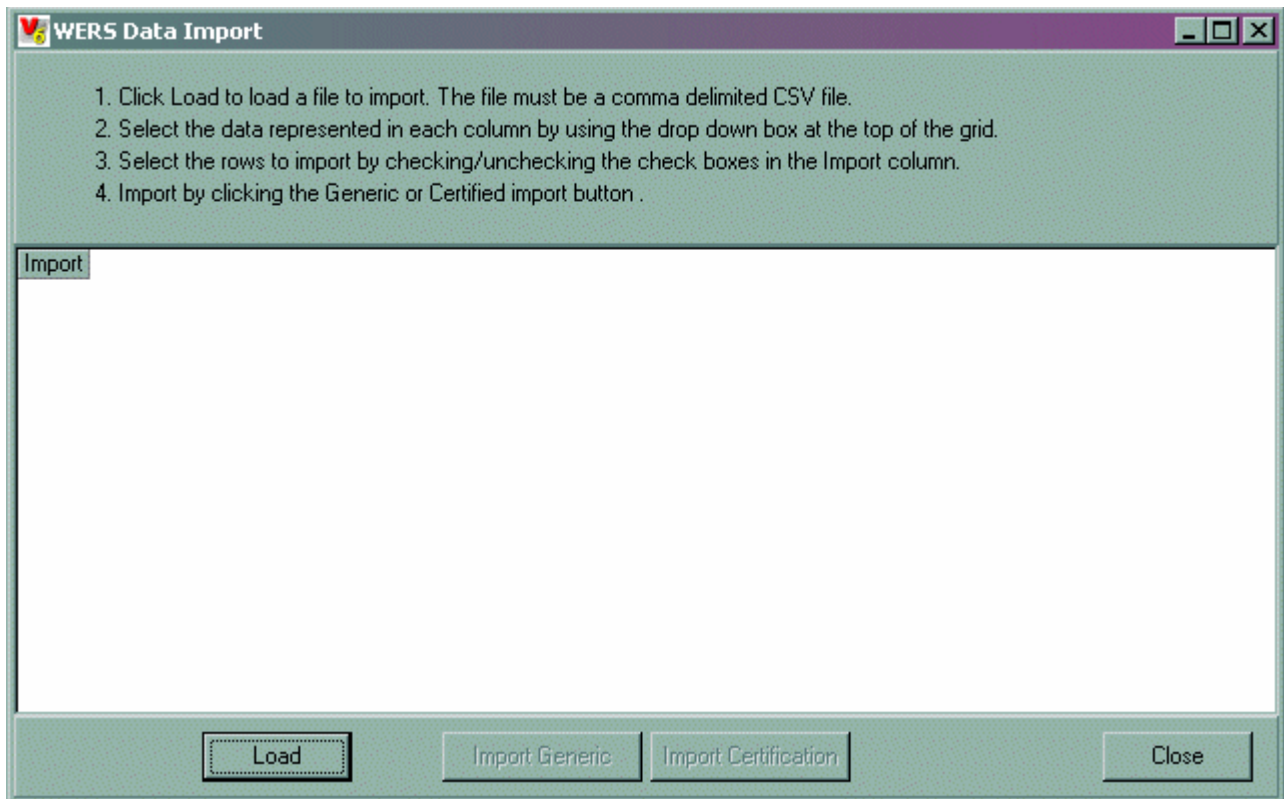 WERS Data Import
1. Click Load to load a file to import. The file must be a comma delimited CSV file.
2. Select the data represented in each column by using the drop down box at the top of the grid.
3. Select the rows to import by checking/unchecking the check boxes in the Import column.
4. Import by clicking the Generic or Certified import button .
Import
Load Import Generic Import Certification Close